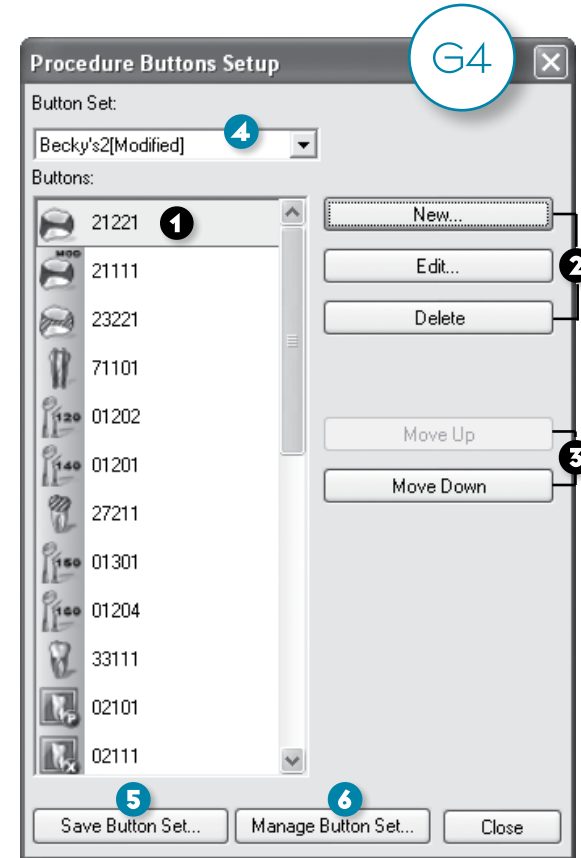 G4
Procedure Buttons Setup
Button Set:
Becky's2[Modified]
4
Buttons:
21221
1
New...
MOD
21111
Edit...
2
23221
Delete
71101
120
01202
Move Up
140
01201
3
Move Down
27211
150
01301
160
01204
33111
P
02101
X
02111
5
6
Save Button Set...
Manage Button Set...
Close